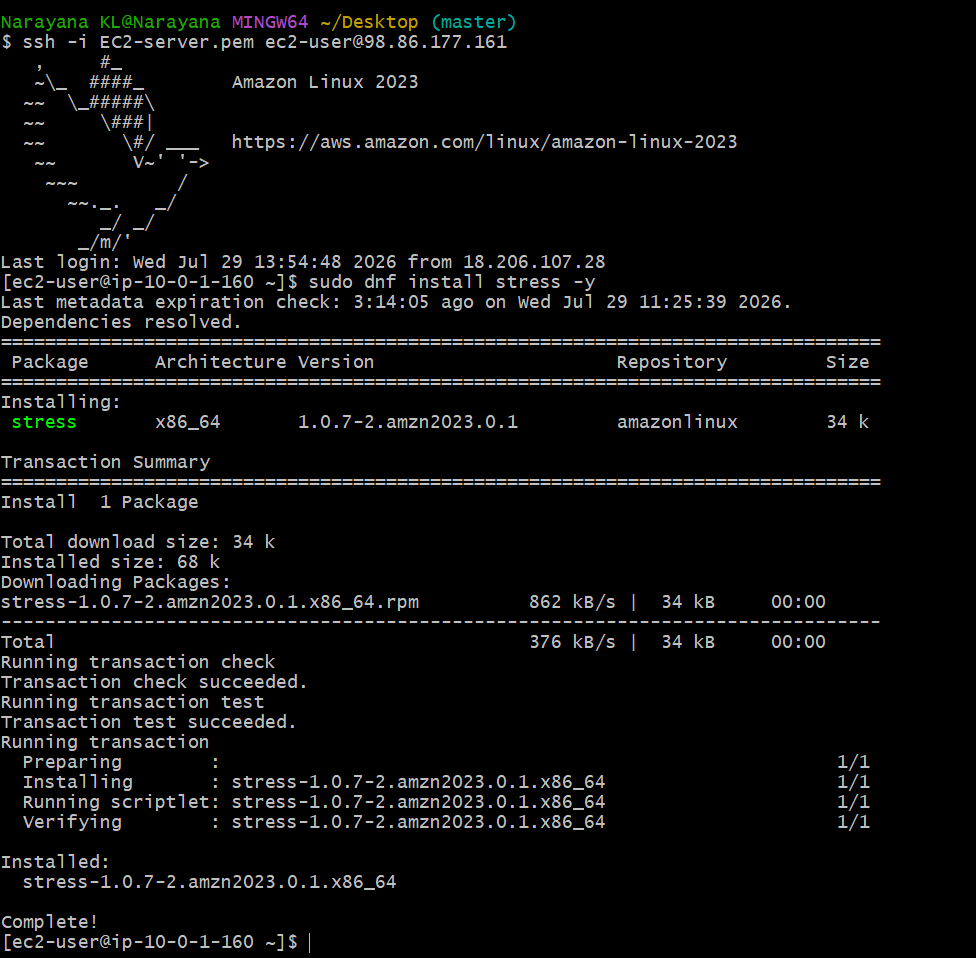 Narayana KL@Narayana MINGW64 ~/Desktop (master)
$ ssh -i EC2-server.pem ec2-user@98.86.177.161
   ,     #_
   ~\_  ####_        Amazon Linux 2023
  ~~  \_#####\
  ~~     \###|
  ~~       \#/ ___   https://aws.amazon.com/linux/amazon-linux-2023
   ~~       V~' '->
    ~~~         /
      ~~._.   _/
         _/ _/
       _/m/'
Last login: Wed Jul 29 13:54:48 2026 from 18.206.107.28
[ec2-user@ip-10-0-1-160 ~]$ sudo dnf install stress -y
Last metadata expiration check: 3:14:05 ago on Wed Jul 29 11:25:39 2026.
Dependencies resolved.
================================================================================
 Package      Architecture Version                      Repository         Size
================================================================================
Installing:
 stress       x86_64       1.0.7-2.amzn2023.0.1         amazonlinux        34 k

Transaction Summary
================================================================================
Install  1 Package

Total download size: 34 k
Installed size: 68 k
Downloading Packages:
stress-1.0.7-2.amzn2023.0.1.x86_64.rpm          862 kB/s |  34 kB     00:00
--------------------------------------------------------------------------------
Total                                           376 kB/s |  34 kB     00:00
Running transaction check
Transaction check succeeded.
Running transaction test
Transaction test succeeded.
Running transaction
  Preparing        :                                                        1/1
  Installing       : stress-1.0.7-2.amzn2023.0.1.x86_64                     1/1
  Running scriptlet: stress-1.0.7-2.amzn2023.0.1.x86_64                     1/1
  Verifying        : stress-1.0.7-2.amzn2023.0.1.x86_64                     1/1

Installed:
  stress-1.0.7-2.amzn2023.0.1.x86_64

Complete!
[ec2-user@ip-10-0-1-160 ~]$